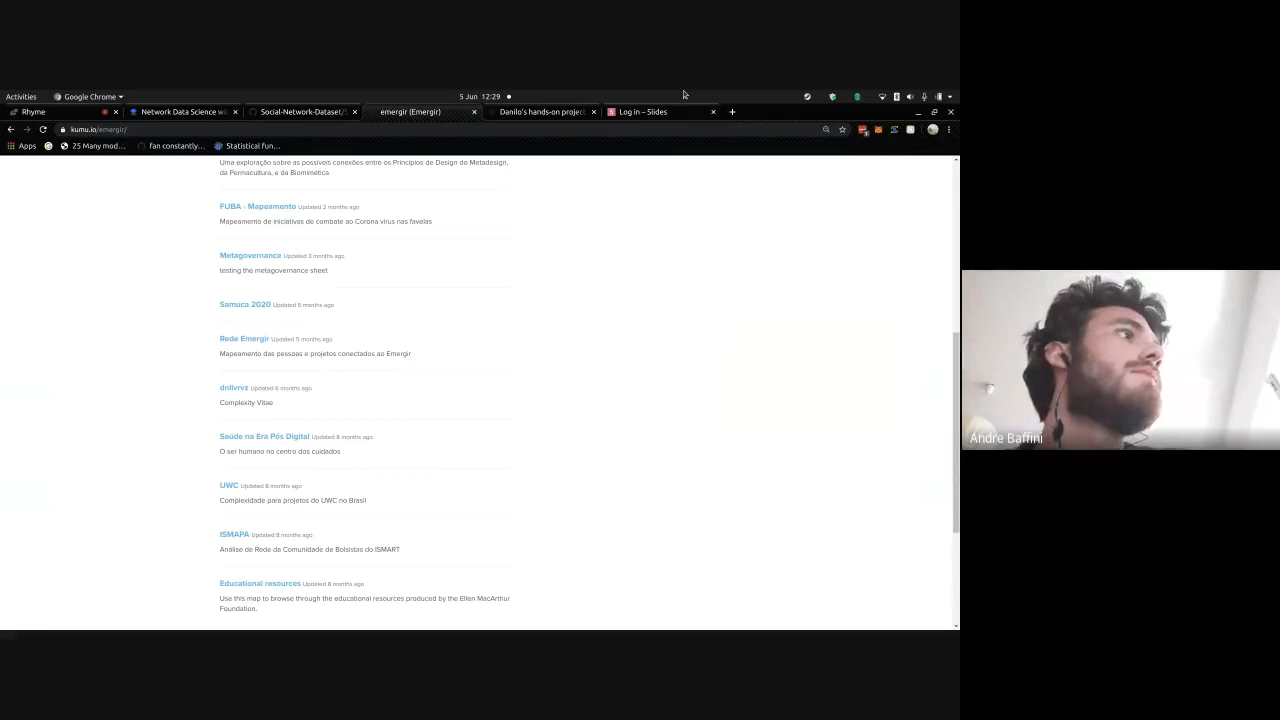 Activities
Google Chrome
5 Jun 12:29
Rhyme
Network Data Science wi
Social-Network-Dataset/
emergir (Emergir)
Danilo's hands-on project
Log in – Slides
kumu.io/emergir/
Apps
25 Many mod...
fan constantly...
Statistical fun...
Uma exploração sobre as possíveis conexões entre os Princípios de Design do Metadesign,
da Permacultura, e da Biomimética
FUBA - Mapeamento Updated 2 months ago
Mapeamento de iniciativas de combate ao Corona vírus nas favelas
Metagovernance Updated 3 months ago
testing the metagovernance sheet
Samuca 2020 Updated 5 months ago
Rede Emergir Updated 5 months ago
Mapeamento das pessoas e projetos conectados ao Emergir
dnllvrvz Updated 6 months ago
Complexity Vitae
Saúde na Era Pós Digital Updated 8 months ago
O ser humano no centro dos cuidados
UWC Updated 8 months ago
Complexidade para projetos do UWC no Brasil
ISMAPA Updated 8 months ago
Análise de Rede da Comunidade de Bolsistas do ISMART
Educational resources Updated 8 months ago
Use this map to browse through the educational resources produced by the Ellen MacArthur
Foundation.
Andre Baffini